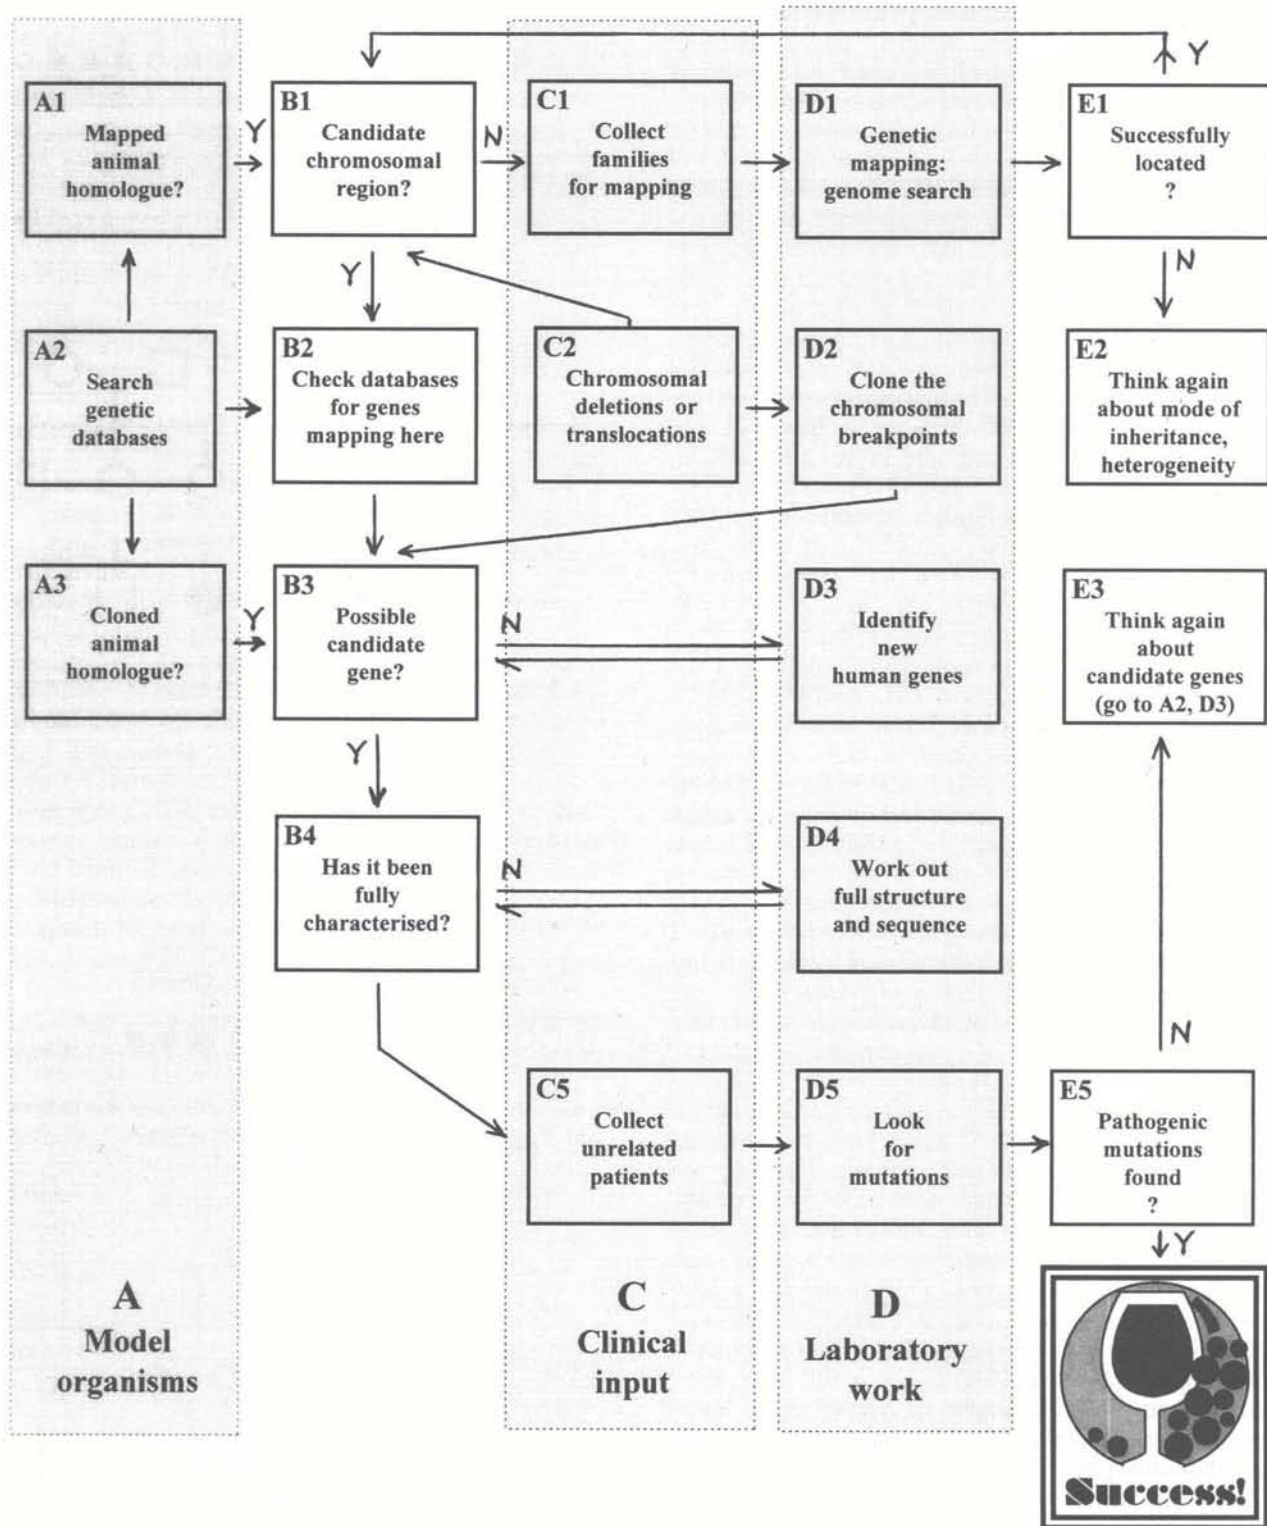 Y
A1
Mapped
animal
homologue?
Y
B1
Candidate
chromosomal
region?
N
C1
Collect
families
for mapping
D1
Genetic
mapping:
genome search
E1
Successfully
located
?
Y
N
A2
Search
genetic
databases
B2
Check databases
for genes
mapping here
C2
Chromosomal
deletions or
translocations
D2
Clone the
chromosomal
breakpoints
E2
Think again
about mode of
inheritance,
heterogeneity
A3
Cloned
animal
homologue?
Y
B3
Possible
candidate
gene?
N
D3
Identify
new
human genes
E3
Think again
about
candidate genes
(go to A2, D3)
Y
B4
Has it been
fully
characterised?
N
D4
Work out
full structure
and sequence
N
C5
Collect
unrelated
patients
D5
Look
for
mutations
E5
Pathogenic
mutations
found
?
Y
A
Model
organisms
C
Clinical
input
D
Laboratory
work
Success!